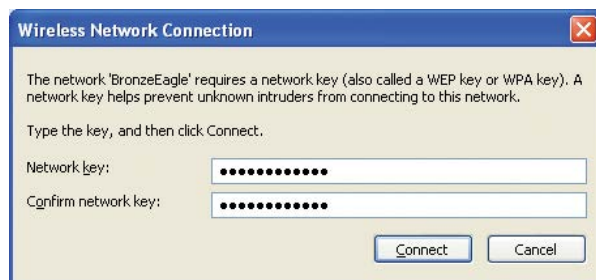 Wireless Network Connection
The network 'BronzeEagle' requires a network key (also called a WEP key or WPA key). A
network key helps prevent unknown intruders from connecting to this network.
Type the key, and then click Connect.
Network key: ●●●●●●●●●●●●
Confirm network key: ●●●●●●●●●●●●
Connect Cancel